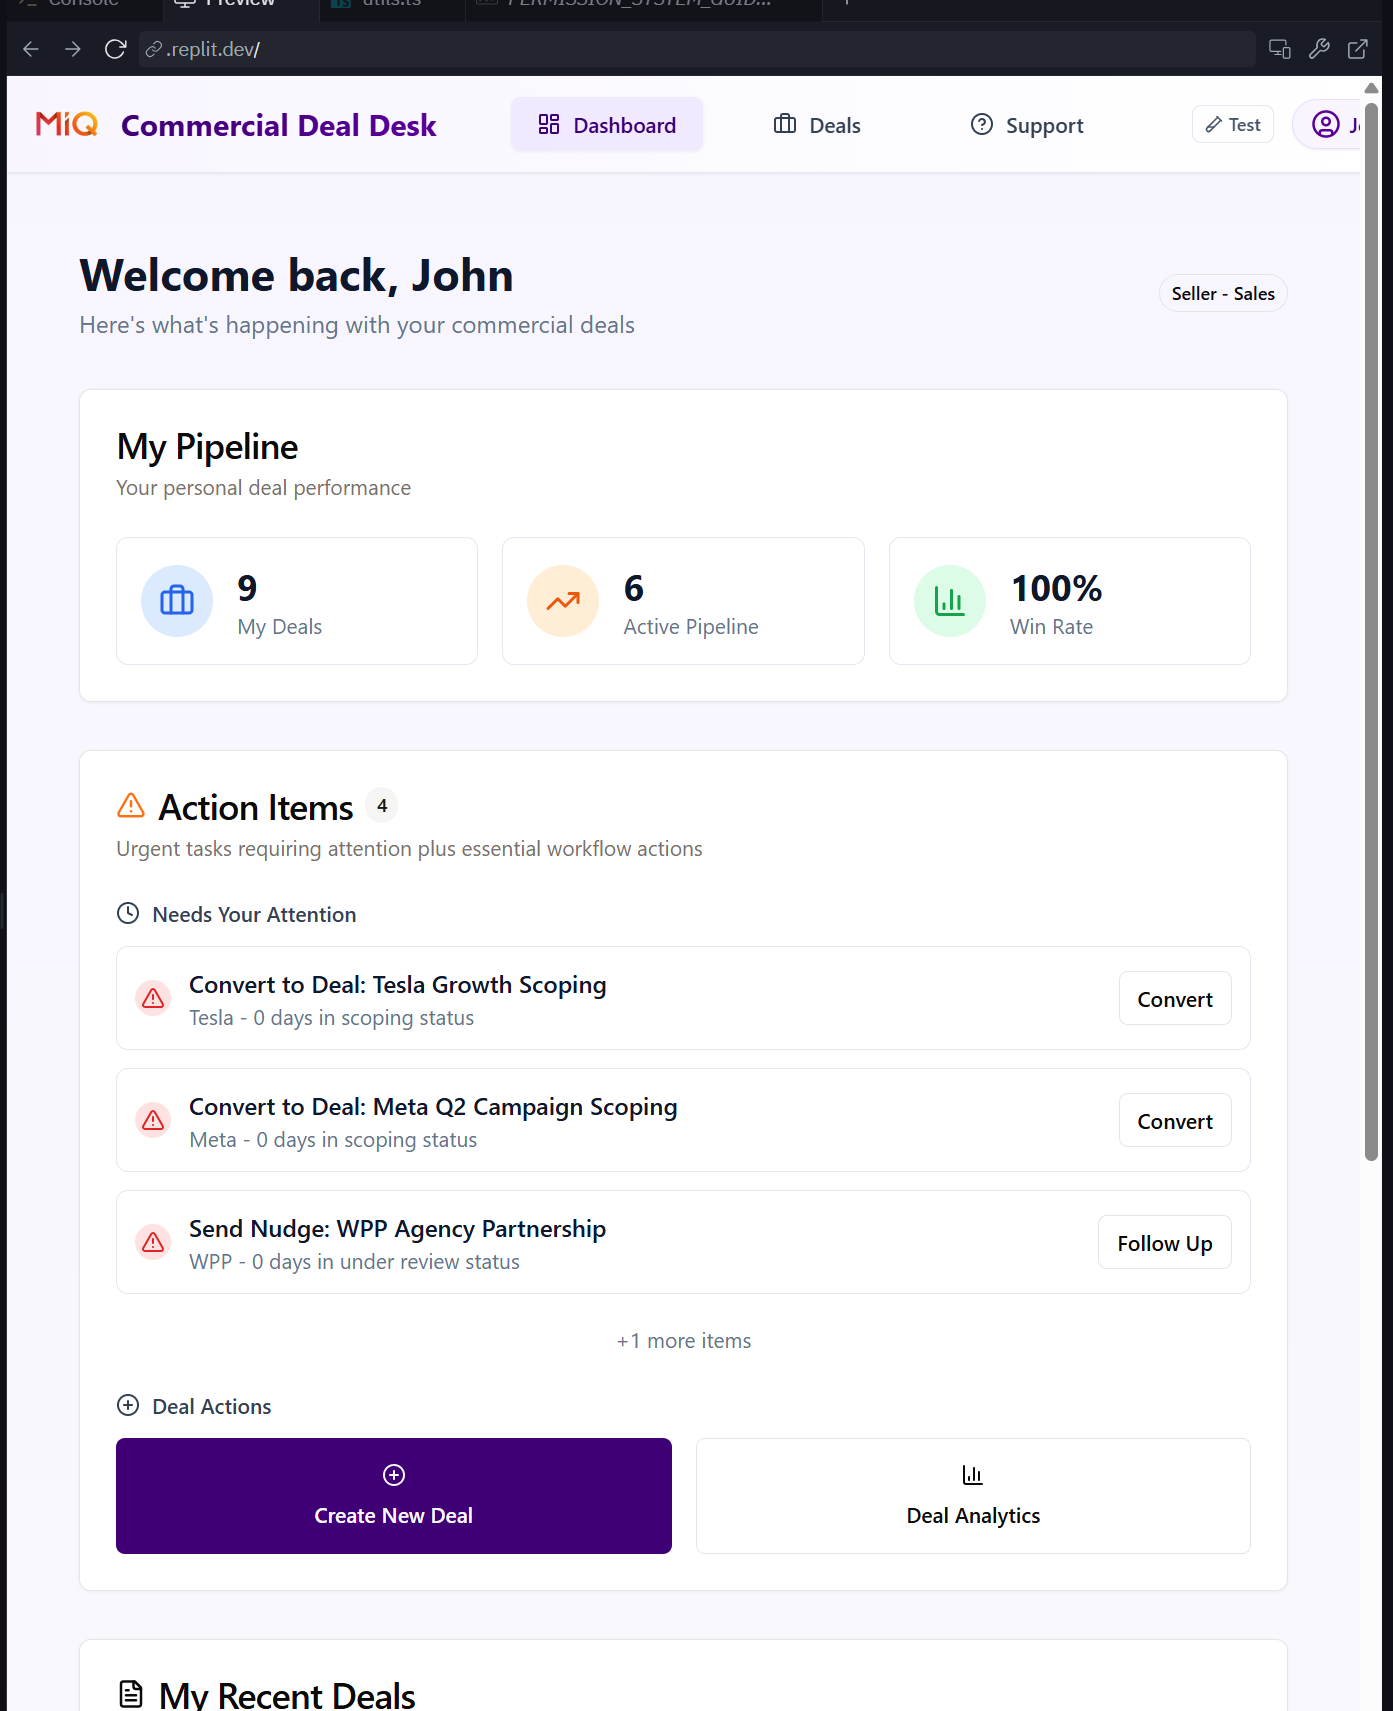 Console
Preview
utils.ts
PERMISSION_SYSTEM_GUID...
.replit.dev/
MiQ
Commercial Deal Desk
Dashboard
Deals
Support
Test
Welcome back, John
Here's what's happening with your commercial deals
Seller - Sales
My Pipeline
Your personal deal performance
9
My Deals
6
Active Pipeline
100%
Win Rate
Action Items 4
Urgent tasks requiring attention plus essential workflow actions
Needs Your Attention
Convert to Deal: Tesla Growth Scoping
Tesla - 0 days in scoping status
Convert
Convert to Deal: Meta Q2 Campaign Scoping
Meta - 0 days in scoping status
Convert
Send Nudge: WPP Agency Partnership
WPP - 0 days in under review status
Follow Up
+1 more items
Deal Actions
Create New Deal
Deal Analytics
My Recent Deals